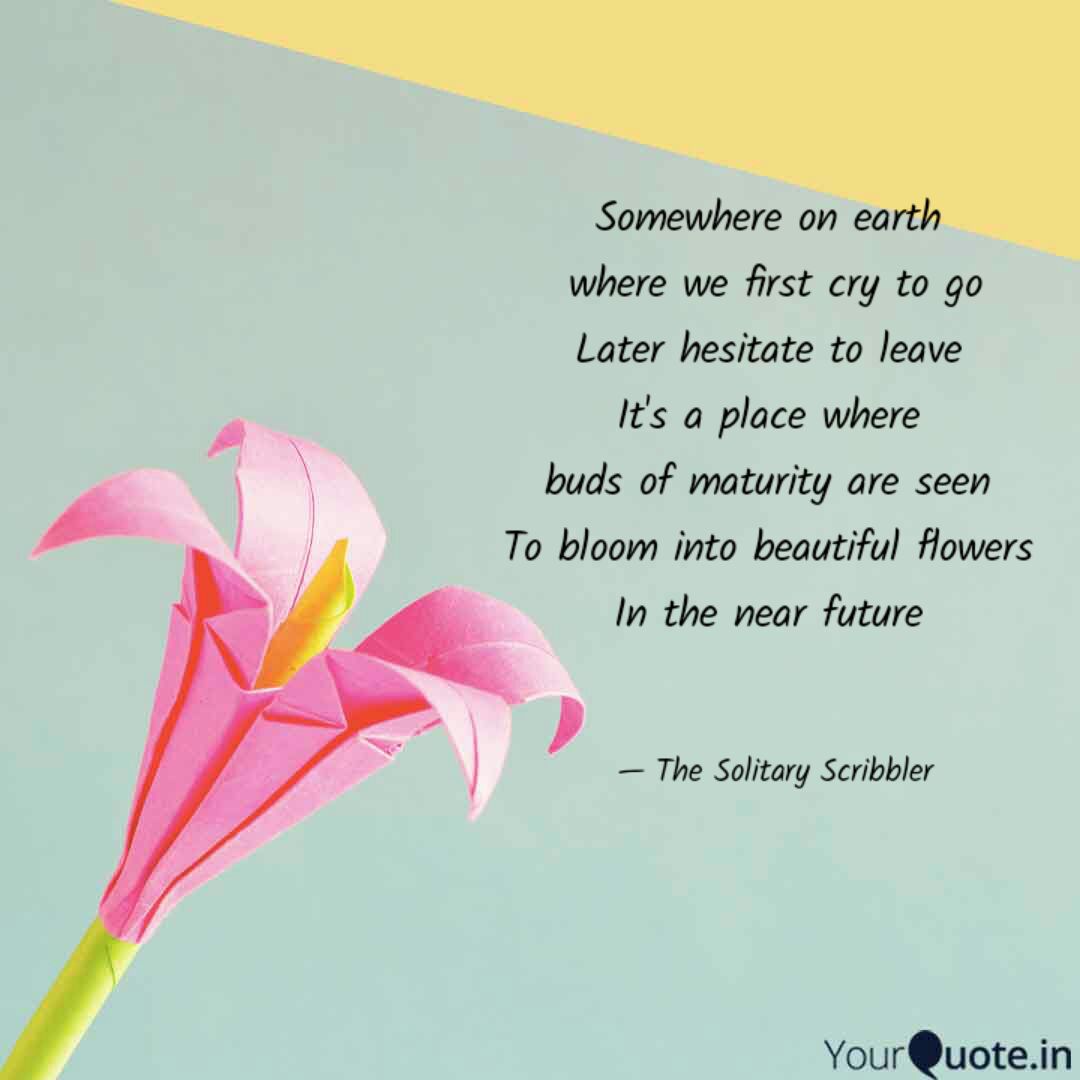 Somewhere on earth
where we first cry to go
Later hesitate to leave
It's a place where
buds of maturity are seen
To bloom into beautiful flowers
In the near future
— The Solitary Scribbler
YourQuote.in